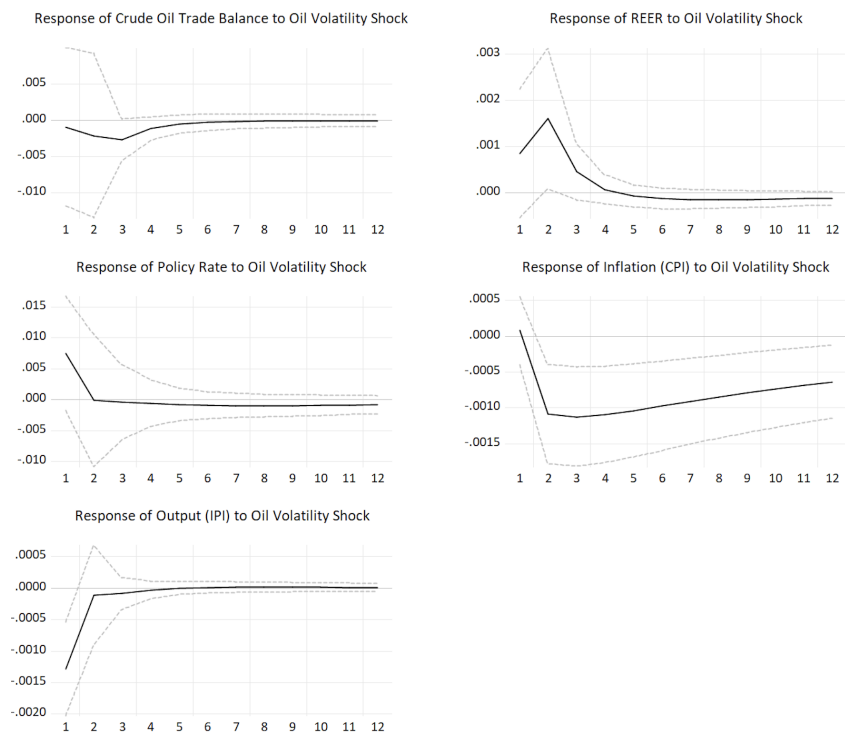 Response of Crude Oil Trade Balance to Oil Volatility Shock
.005
.000
-.005
-.010
1 2 3 4 5 6 7 8 9 10 11 12
Response of REER to Oil Volatility Shock
.003
.002
.001
.000
1 2 3 4 5 6 7 8 9 10 11 12
Response of Policy Rate to Oil Volatility Shock
.015
.010
.005
.000
-.005
-.010
1 2 3 4 5 6 7 8 9 10 11 12
Response of Inflation (CPI) to Oil Volatility Shock
.0005
.0000
-.0005
-.0010
-.0015
1 2 3 4 5 6 7 8 9 10 11 12
Response of Output (IPI) to Oil Volatility Shock
.0005
.0000
-.0005
-.0010
-.0015
-.0020
1 2 3 4 5 6 7 8 9 10 11 12